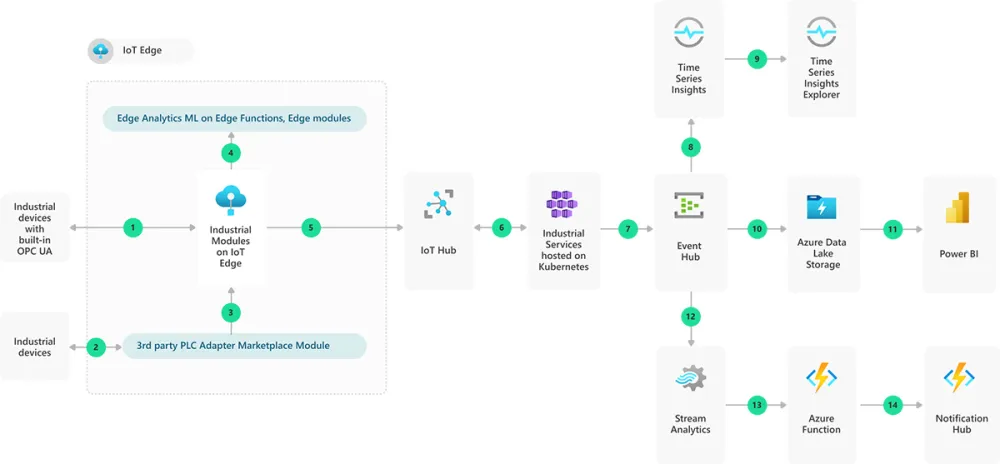 IoT Edge
Edge Analytics ML on Edge Functions, Edge modules
4
Industrial
devices
with
built-in
OPC UA
1
Industrial
Modules
on IoT
Edge
5
3
Industrial
devices
2
3rd party PLC Adapter Marketplace Module
IoT Hub
6
Industrial
Services
hosted on
Kubernetes
7
Time
Series
Insights
9
Time
Series
Insights
Explorer
8
Event
Hub
10
Azure Data
Lake
Storage
11
Power BI
12
Stream
Analytics
13
Azure
Function
14
Notification
Hub